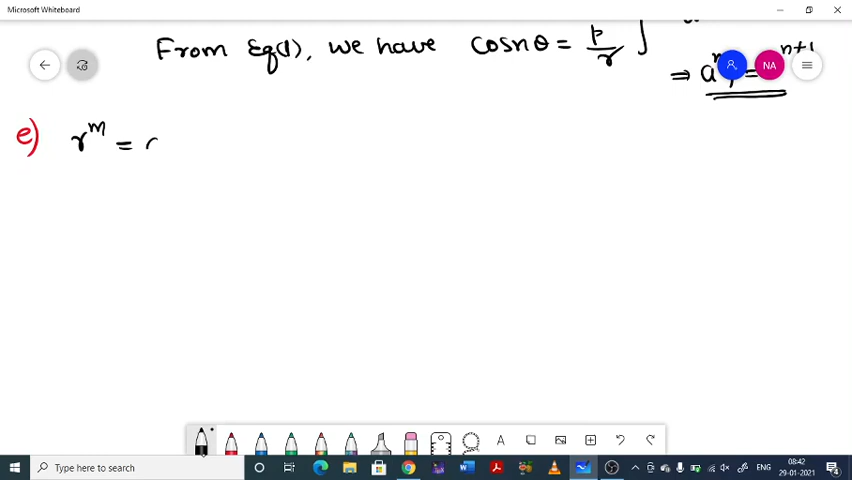 Microsoft Whiteboard
From Eq(1), we have cosnθ = p/r ]
NA
e) r^m =
A
Type here to search
ENG
08:42
29-01-2021
4